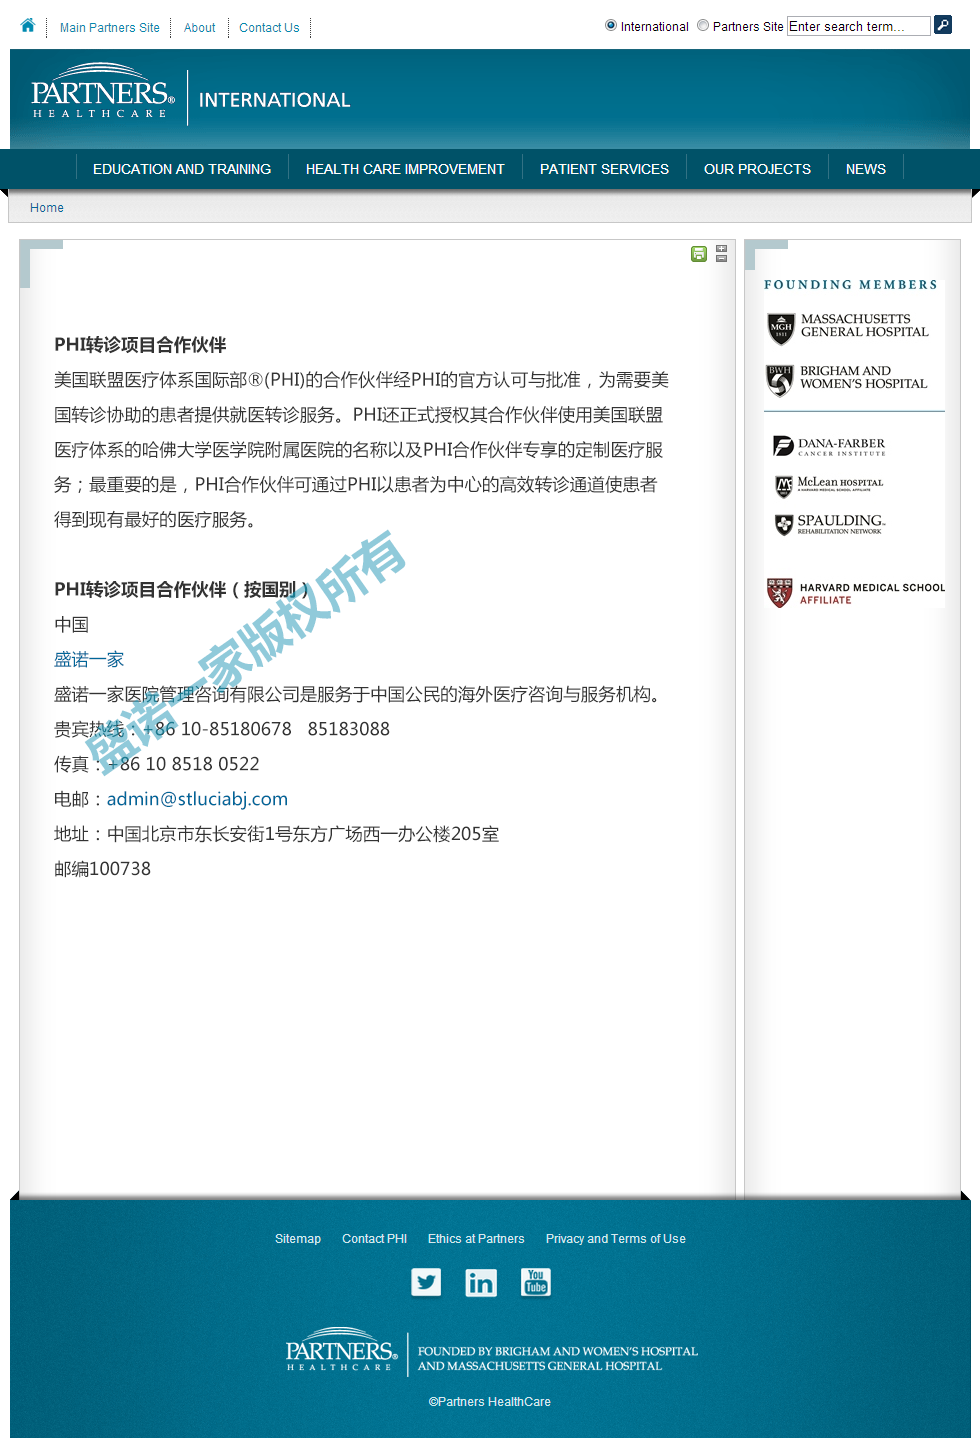 Main Partners Site About Contact Us
International Partners Site Enter search term...
PARTNERS®
HEALTHCARE
INTERNATIONAL
EDUCATION AND TRAINING HEALTH CARE IMPROVEMENT PATIENT SERVICES OUR PROJECTS NEWS
Home
PHI转诊项目合作伙伴
美国联盟医疗体系国际部®(PHI)的合作伙伴经PHI的官方认可与批准，为需要美
国转诊协助的患者提供就医转诊服务。PHI还正式授权其合作伙伴使用美国联盟
医疗体系的哈佛大学医学院附属医院的名称以及PHI合作伙伴专享的定制医疗服
务；最重要的是，PHI合作伙伴可通过PHI以患者为中心的高效转诊通道使患者
得到现有最好的医疗服务。
PHI转诊项目合作伙伴（按国别）
中国
盛诺一家
盛诺一家医院管理咨询有限公司是服务于中国公民的海外医疗咨询与服务机构。
贵宾热线：+86 10-85180678 85183088
传真：+86 10 8518 0522
电邮：admin@stluciabj.com
地址：中国北京市东长安街1号东方广场西一办公楼205室
邮编100738
盛诺一家版权所有
FOUNDING MEMBERS
MGH
1811
MASSACHUSETTS
GENERAL HOSPITAL
BWH
BRIGHAM AND
WOMEN'S HOSPITAL
DANA-FARBER
CANCER INSTITUTE
McLEAN HOSPITAL
A HARVARD MEDICAL SCHOOL AFFILIATE
SPAULDING™
REHABILITATION NETWORK
HARVARD MEDICAL SCHOOL
AFFILIATE
Sitemap Contact PHI Ethics at Partners Privacy and Terms of Use
in
You
Tube
PARTNERS®
HEALTHCARE
FOUNDED BY BRIGHAM AND WOMEN'S HOSPITAL
AND MASSACHUSETTS GENERAL HOSPITAL
©Partners HealthCare